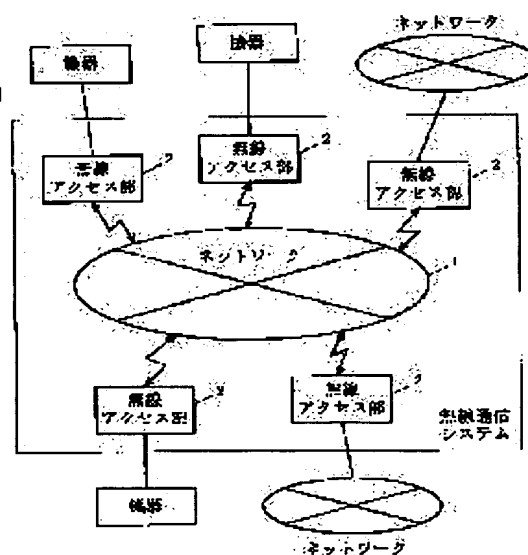 ネットワーク
機器
機器
無線
アクセス部
2
無線
アクセス部
2
無線
アクセス部
2
ネットワーク
1
無線
アクセス部
2
無線
アクセス部
2
無線通信
システム
機器
ネットワーク